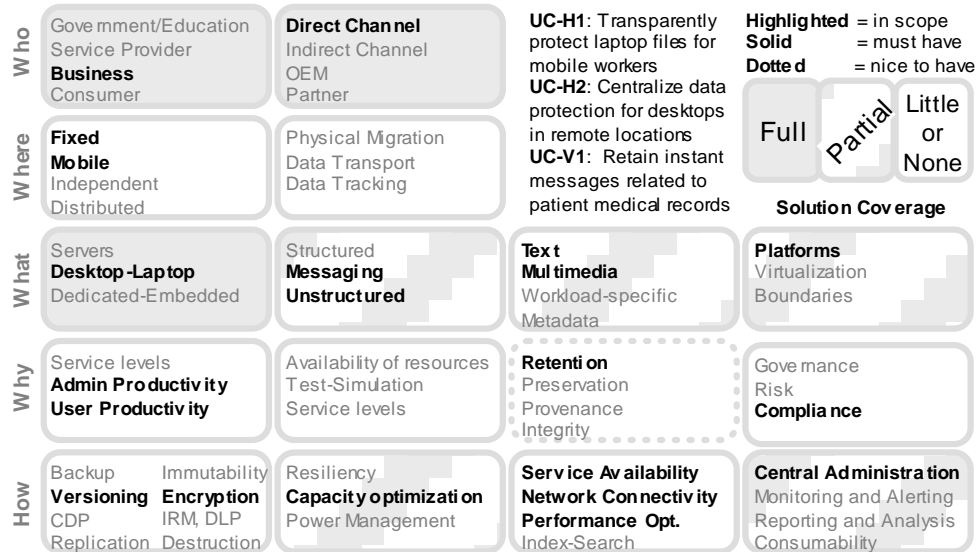 Who
Government/Education
Service Provider
Business
Consumer
Direct Channel
Indirect Channel
OEM
Partner
UC-H1: Transparently
protect laptop files for
mobile workers
UC-H2: Centralize data
protection for desktops
in remote locations
UC-V1: Retain instant
messages related to
patient medical records
Highlighted = in scope
Solid = must have
Dotted = nice to have
Full
Partial
Little
or
None
Solution Coverage
Where
Fixed
Mobile
Independent
Distributed
Physical Migration
Data Transport
Data Tracking
What
Servers
Desktop-Laptop
Dedicated-Embedded
Structured
Messaging
Unstructured
Text
Multimedia
Workload-specific
Metadata
Platforms
Virtualization
Boundaries
Why
Service levels
Admin Productivity
User Productivity
Availability of resources
Test-Simulation
Service levels
Retention
Preservation
Provenance
Integrity
Governance
Risk
Compliance
How
Backup Immutability
Versioning Encryption
CDP IRM, DLP
Replication Destruction
Resiliency
Capacity optimization
Power Management
Service Availability
Network Connectivity
Performance Opt.
Index-Search
Central Administration
Monitoring and Alerting
Reporting and Analysis
Consumability